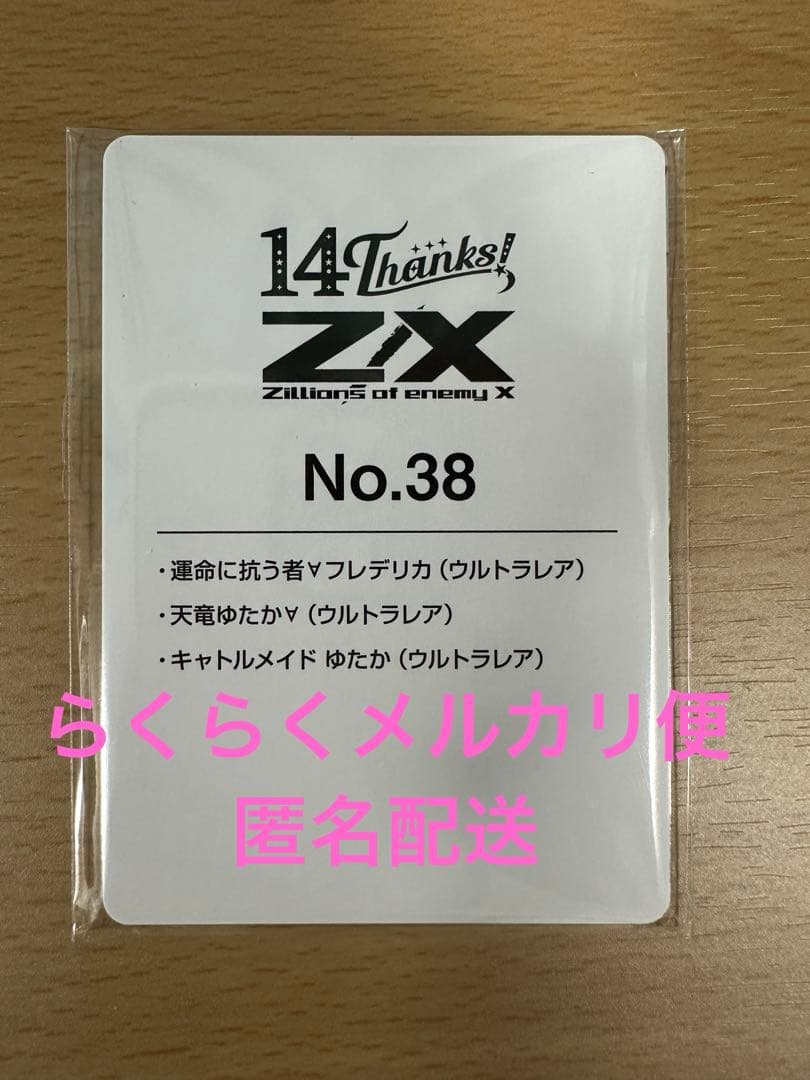 14 Thanks!
Z/X
Zillions of enemy X
No.38
・運命に抗う者∀フレデリカ（ウルトラレア）
・天竜ゆたか∀（ウルトラレア）
・キャトルメイド ゆたか（ウルトラレア）
らくらくメルカリ便
匿名配送